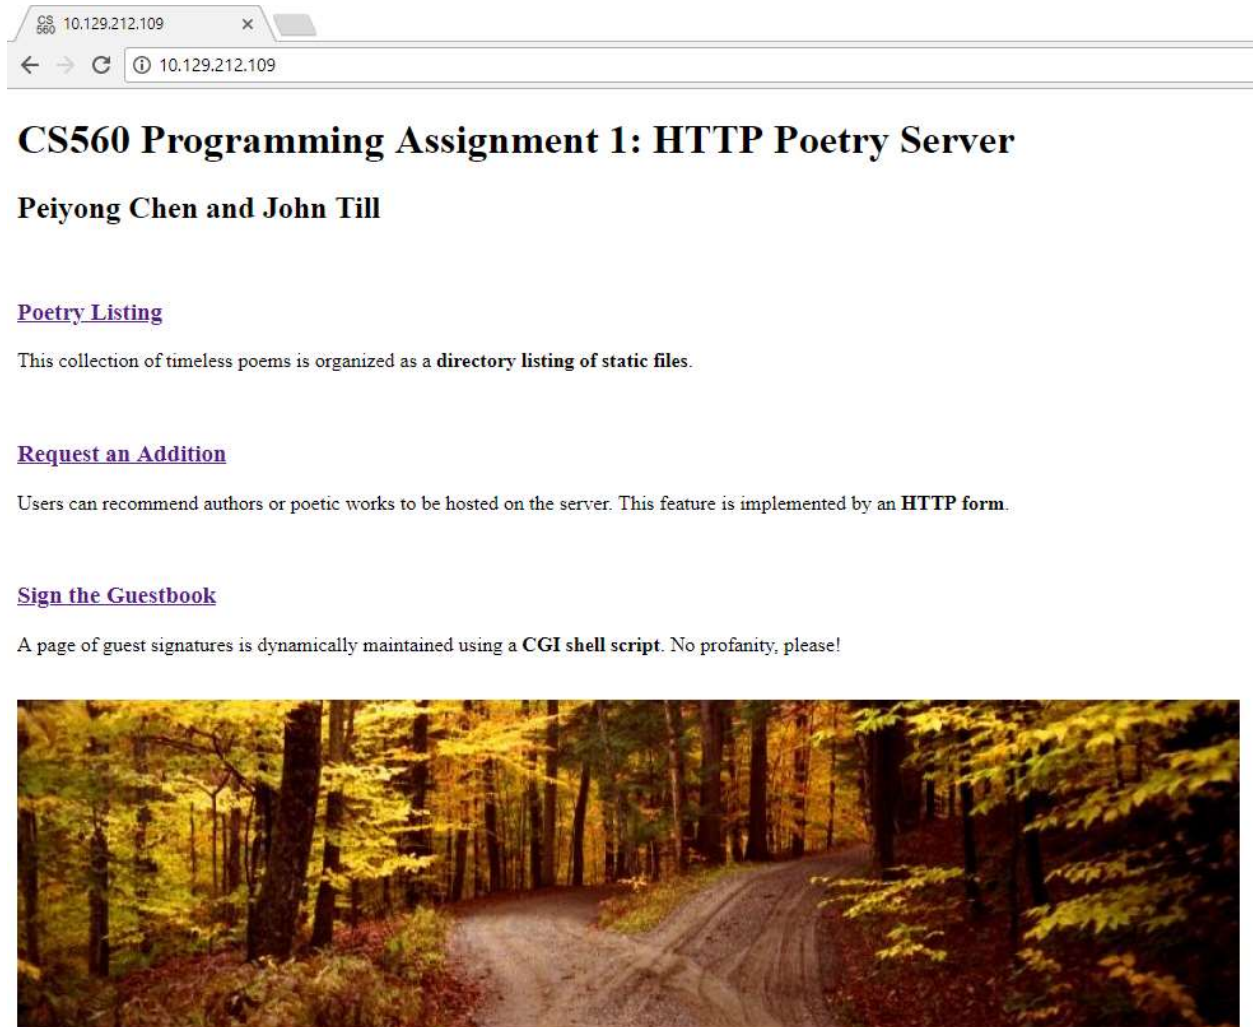 CS
560
10.129.212.109
10.129.212.109
CS560 Programming Assignment 1: HTTP Poetry Server
Peiyong Chen and John Till
Poetry Listing
This collection of timeless poems is organized as a directory listing of static files.
Request an Addition
Users can recommend authors or poetic works to be hosted on the server. This feature is implemented by an HTTP form.
Sign the Guestbook
A page of guest signatures is dynamically maintained using a CGI shell script. No profanity, please!